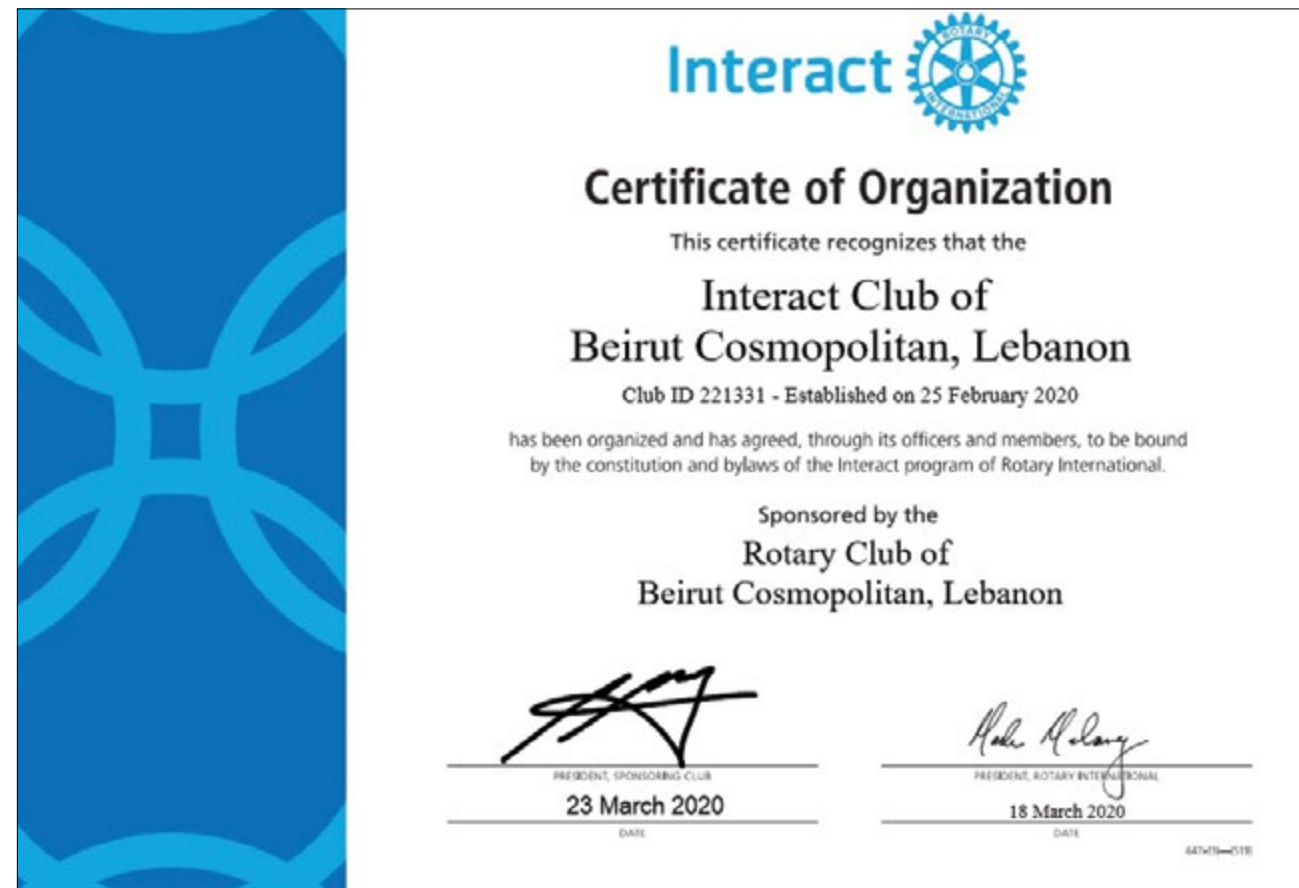 Interact
ROTARY
INTERNATIONAL
Certificate of Organization
This certificate recognizes that the
Interact Club of
Beirut Cosmopolitan, Lebanon
Club ID 221331 - Established on 25 February 2020
has been organized and has agreed, through its officers and members, to be bound
by the constitution and bylaws of the Interact program of Rotary International.
Sponsored by the
Rotary Club of
Beirut Cosmopolitan, Lebanon
PRESIDENT, SPONSORING CLUB
23 March 2020
DATE
PRESIDENT, ROTARY INTERNATIONAL
18 March 2020
DATE